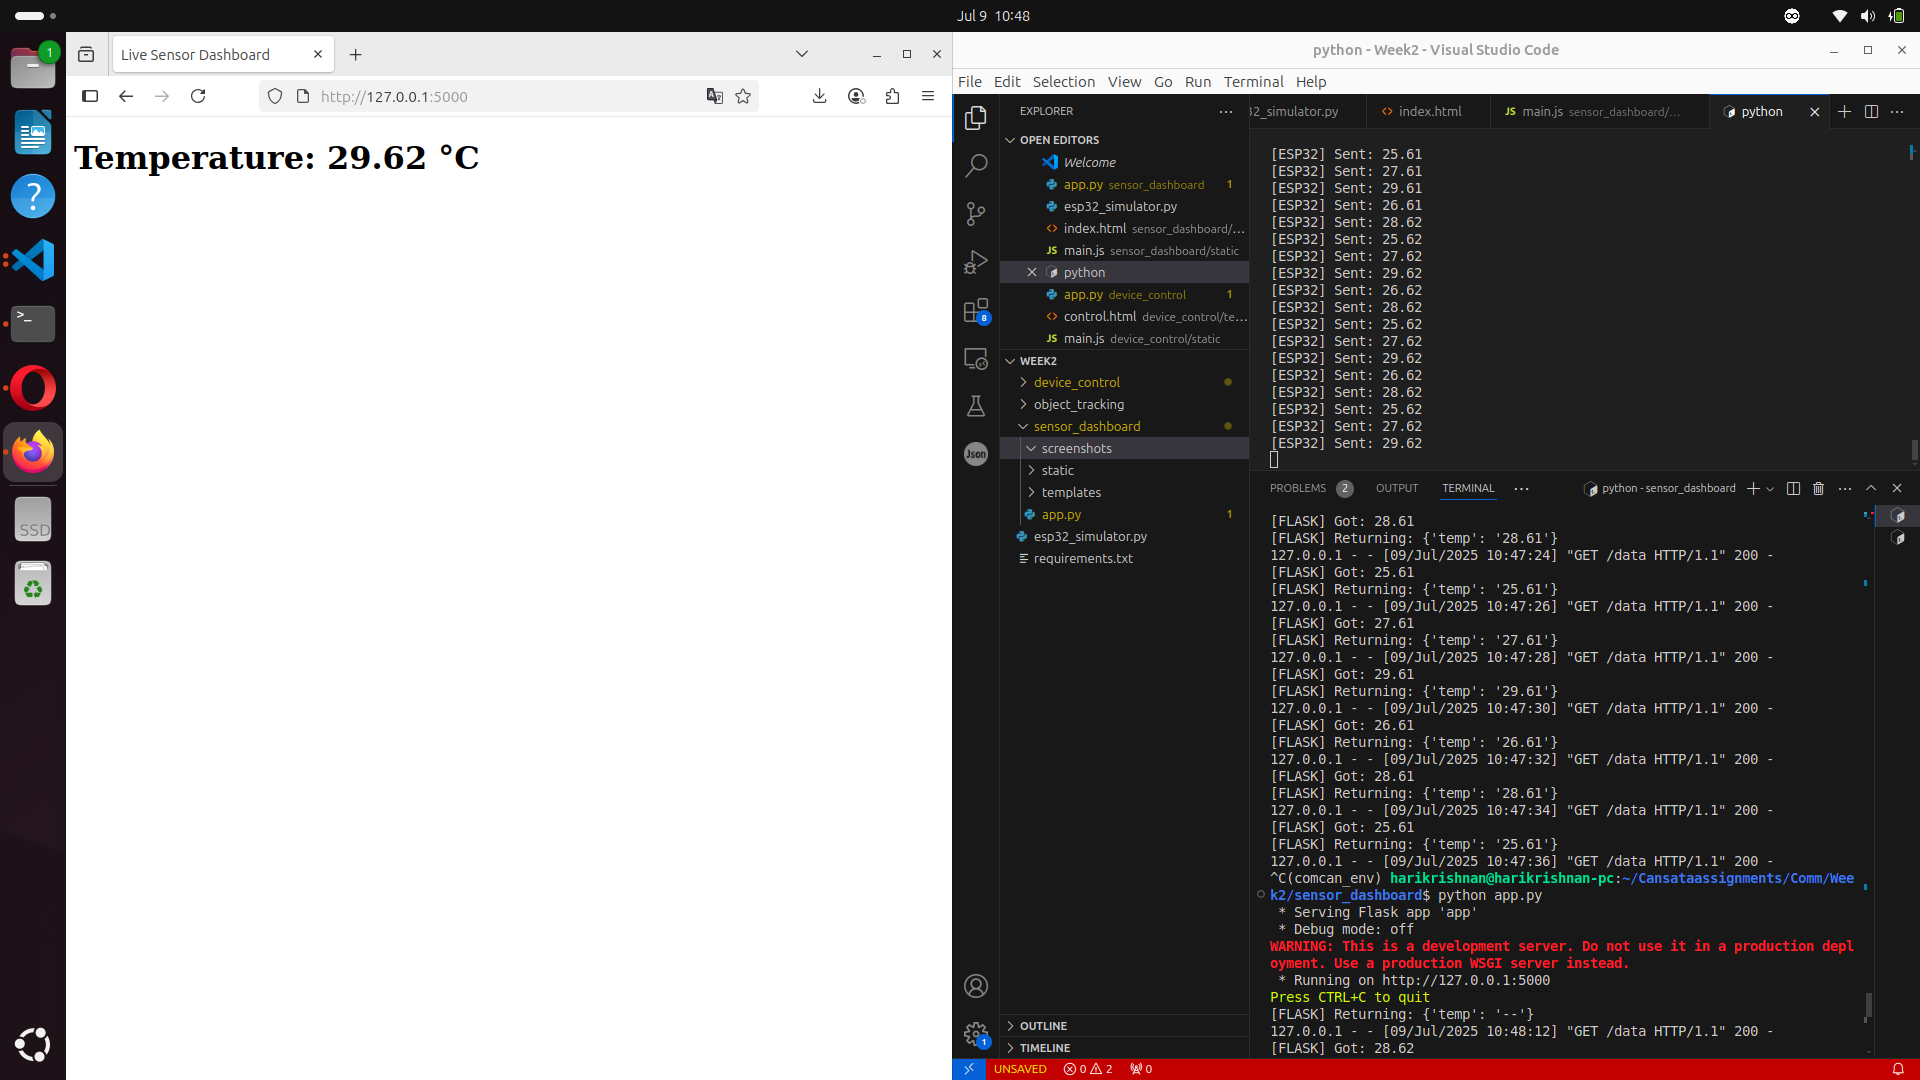 Jul 9 10:48
1
Live Sensor Dashboard
http://127.0.0.1:5000
Temperature: 29.62 °C
>_
?
SSD
python - Week2 - Visual Studio Code
File Edit Selection View Go Run Terminal Help
EXPLORER
OPEN EDITORS
Welcome
app.py sensor_dashboard 1
esp32_simulator.py
index.html sensor_dashboard/...
JS main.js sensor_dashboard/static
python
app.py device_control 1
control.html device_control/te...
JS main.js device_control/static
WEEK2
device_control
object_tracking
sensor_dashboard
screenshots
static
templates
app.py 1
esp32_simulator.py
requirements.txt
OUTLINE
TIMELINE
8
Json
1
32_simulator.py
index.html
JS main.js sensor_dashboard/...
python
[ESP32] Sent: 25.61
[ESP32] Sent: 27.61
[ESP32] Sent: 29.61
[ESP32] Sent: 26.61
[ESP32] Sent: 28.62
[ESP32] Sent: 25.62
[ESP32] Sent: 27.62
[ESP32] Sent: 29.62
[ESP32] Sent: 26.62
[ESP32] Sent: 28.62
[ESP32] Sent: 25.62
[ESP32] Sent: 27.62
[ESP32] Sent: 29.62
[ESP32] Sent: 26.62
[ESP32] Sent: 28.62
[ESP32] Sent: 25.62
[ESP32] Sent: 27.62
[ESP32] Sent: 29.62
PROBLEMS 2 OUTPUT TERMINAL ... python - sensor_dashboard
[FLASK] Got: 28.61
[FLASK] Returning: {'temp': '28.61'}
127.0.0.1 - - [09/Jul/2025 10:47:24] "GET /data HTTP/1.1" 200 -
[FLASK] Got: 25.61
[FLASK] Returning: {'temp': '25.61'}
127.0.0.1 - - [09/Jul/2025 10:47:26] "GET /data HTTP/1.1" 200 -
[FLASK] Got: 27.61
[FLASK] Returning: {'temp': '27.61'}
127.0.0.1 - - [09/Jul/2025 10:47:28] "GET /data HTTP/1.1" 200 -
[FLASK] Got: 29.61
[FLASK] Returning: {'temp': '29.61'}
127.0.0.1 - - [09/Jul/2025 10:47:30] "GET /data HTTP/1.1" 200 -
[FLASK] Got: 26.61
[FLASK] Returning: {'temp': '26.61'}
127.0.0.1 - - [09/Jul/2025 10:47:32] "GET /data HTTP/1.1" 200 -
[FLASK] Got: 28.61
[FLASK] Returning: {'temp': '28.61'}
127.0.0.1 - - [09/Jul/2025 10:47:34] "GET /data HTTP/1.1" 200 -
[FLASK] Got: 25.61
[FLASK] Returning: {'temp': '25.61'}
127.0.0.1 - - [09/Jul/2025 10:47:36] "GET /data HTTP/1.1" 200 -
^C(comcan_env) harikrishnan@harikrishnan-pc:~/Cansataassignments/Comm/Wee
k2/sensor_dashboard$ python app.py
* Serving Flask app 'app'
* Debug mode: off
WARNING: This is a development server. Do not use it in a production depl
oyment. Use a production WSGI server instead.
* Running on http://127.0.0.1:5000
Press CTRL+C to quit
[FLASK] Returning: {'temp': '--'}
127.0.0.1 - - [09/Jul/2025 10:48:12] "GET /data HTTP/1.1" 200 -
[FLASK] Got: 28.62
UNSAVED 0 2 0